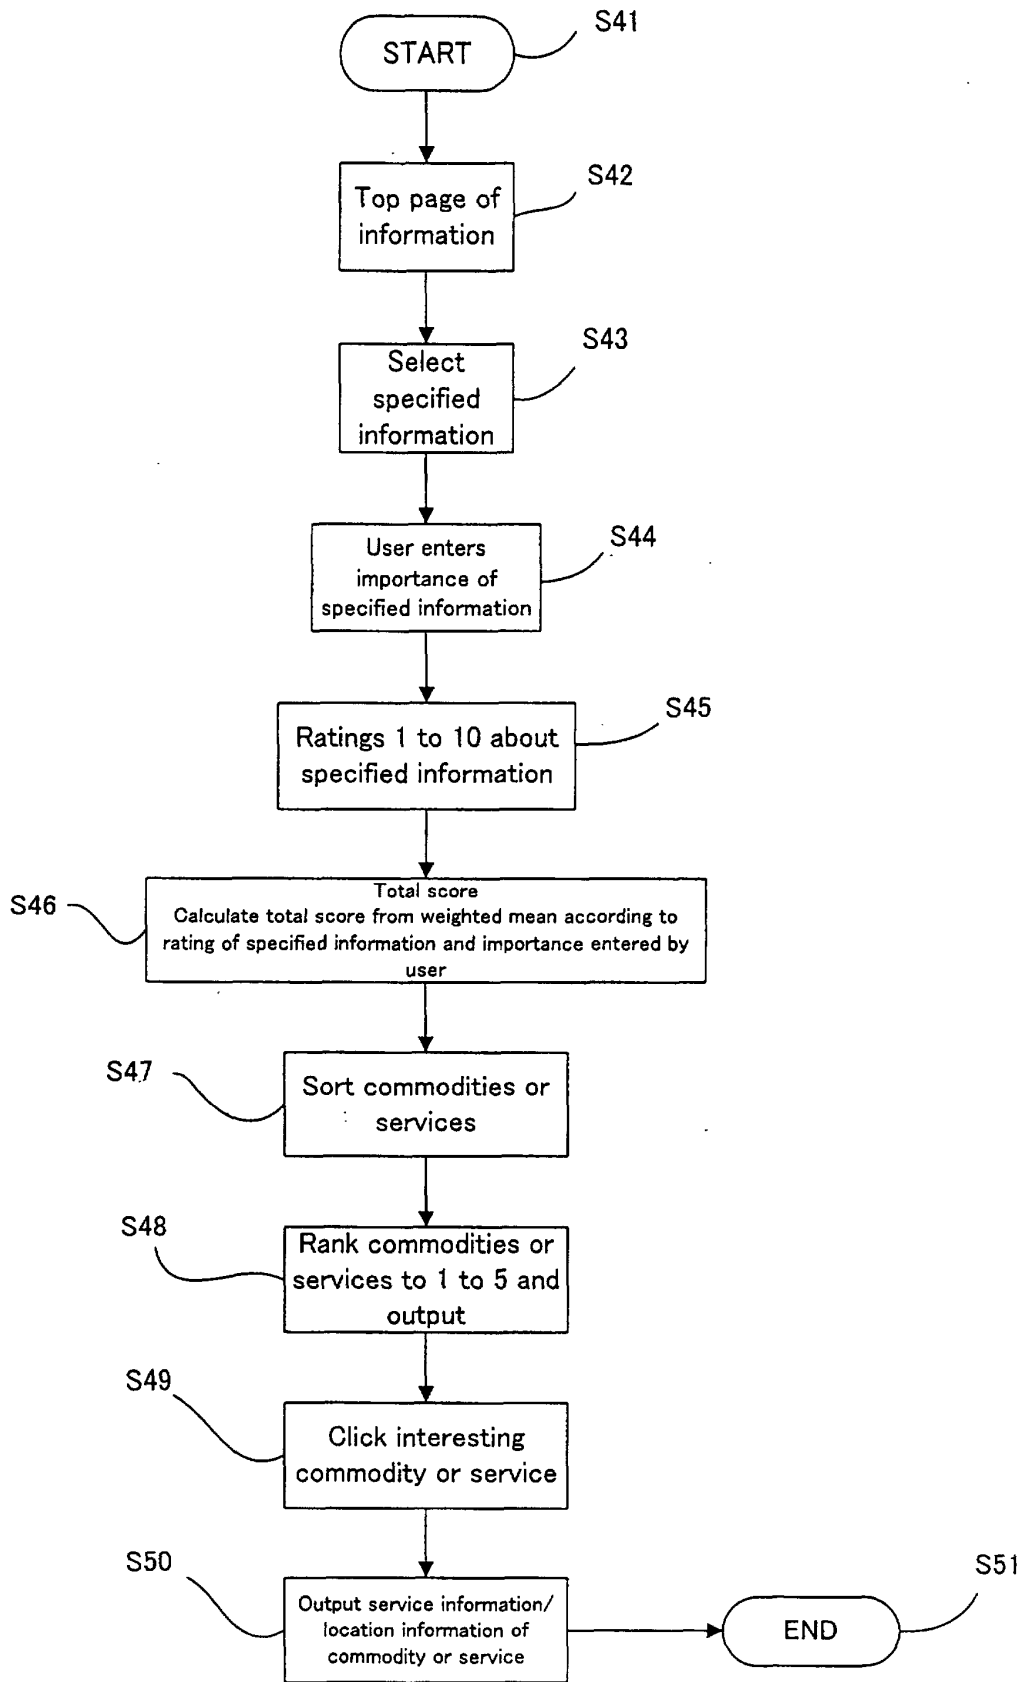 START
S41
Top page of
information
S42
Select
specified
information
S43
User enters
importance of
specified information
S44
Ratings 1 to 10 about
specified information
S45
Total score
Calculate total score from weighted mean according to
rating of specified information and importance entered by
user
S46
Sort commodities or
services
S47
Rank commodities or
services to 1 to 5 and
output
S48
Click interesting
commodity or service
S49
Output service information/
location information of
commodity or service
S50
END
S51